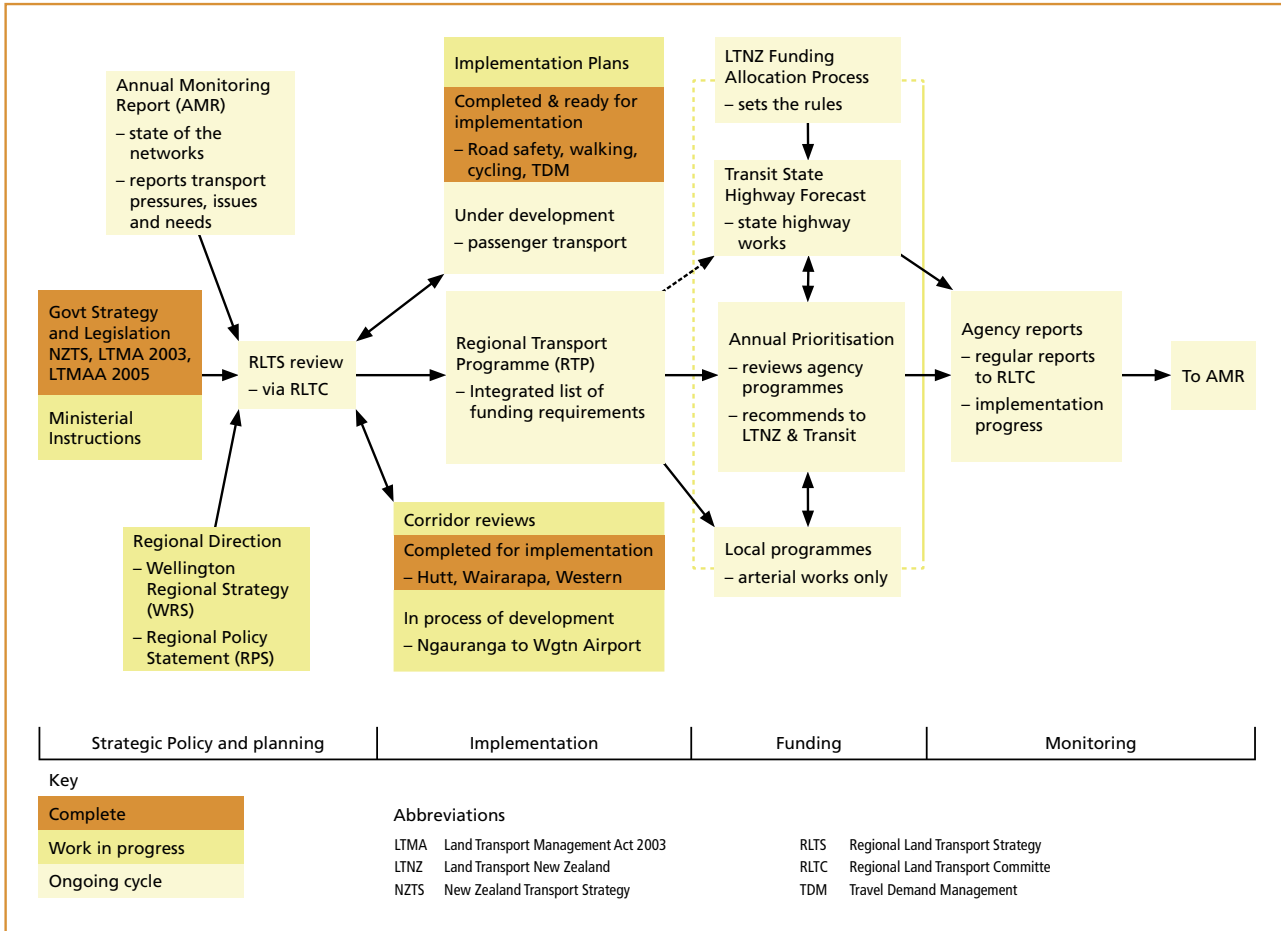 Annual Monitoring
Report (AMR)
– state of the
networks
– reports transport
pressures, issues
and needs
Govt Strategy
and Legislation
NZTS, LTMA 2003,
LTMAA 2005
Ministerial
Instructions
Regional Direction
– Wellington
Regional Strategy
(WRS)
– Regional Policy
Statement (RPS)
RLTS review
– via RLTC
Implementation Plans
Completed & ready for
implementation
– Road safety, walking,
cycling, TDM
Under development
– passenger transport
Regional Transport
Programme (RTP)
– Integrated list of
funding requirements
Corridor reviews
Completed for implementation
– Hutt, Wairarapa, Western
In process of development
– Ngauranga to Wgtn Airport
LTNZ Funding
Allocation Process
– sets the rules
Transit State
Highway Forecast
– state highway
works
Annual Prioritisation
– reviews agency
programmes
– recommends to
LTNZ & Transit
Local programmes
– arterial works only
Agency reports
– regular reports
to RLTC
– implementation
progress
To AMR
Strategic Policy and planning
Implementation
Funding
Monitoring
Key
Complete
Work in progress
Ongoing cycle
Abbreviations
LTMA Land Transport Management Act 2003
LTNZ Land Transport New Zealand
NZTS New Zealand Transport Strategy
RLTS Regional Land Transport Strategy
RLTC Regional Land Transport Committe
TDM Travel Demand Management